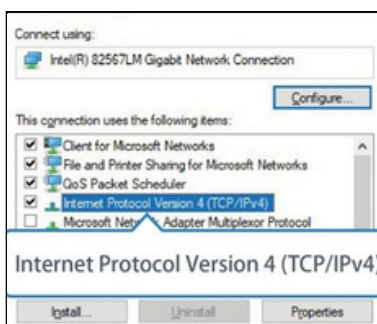 Connect using:
Intel(R) 82567LM Gigabit Network Connection
Configure...
This connection uses the following items:
Client for Microsoft Networks
File and Printer Sharing for Microsoft Networks
QoS Packet Scheduler
Internet Protocol Version 4 (TCP/IPv4)
Microsoft Network Adapter Multiplexor Protocol
Internet Protocol Version 4 (TCP/IPv4)
Install...
Uninstall
Properties